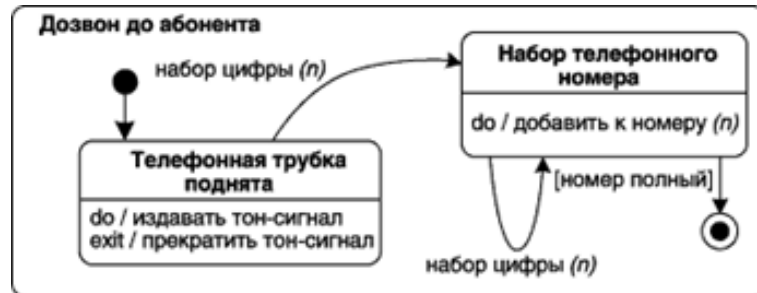 Дозвон до абонента
набор цифры (n)
Набор телефонного
номера
do / добавить к номеру (n)
Телефонная трубка
поднята
do / издавать тон-сигнал
exit / прекратить тон-сигнал
[номер полный]
набор цифры (n)